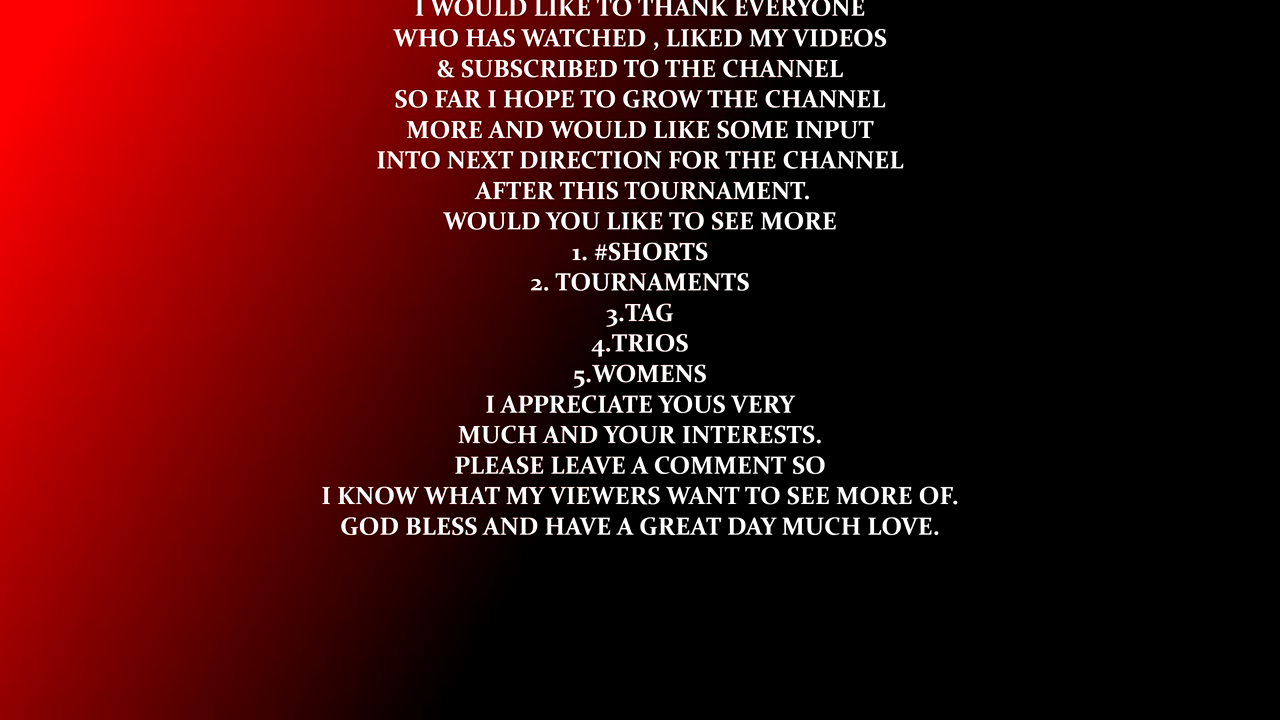 I WOULD LIKE TO THANK EVERYONE
WHO HAS WATCHED , LIKED MY VIDEOS
& SUBSCRIBED TO THE CHANNEL
SO FAR I HOPE TO GROW THE CHANNEL
MORE AND WOULD LIKE SOME INPUT
INTO NEXT DIRECTION FOR THE CHANNEL
AFTER THIS TOURNAMENT.
WOULD YOU LIKE TO SEE MORE
1. #SHORTS
2. TOURNAMENTS
3.TAG
4.TRIOS
5.WOMENS
I APPRECIATE YOUS VERY
MUCH AND YOUR INTERESTS.
PLEASE LEAVE A COMMENT SO
I KNOW WHAT MY VIEWERS WANT TO SEE MORE OF.
GOD BLESS AND HAVE A GREAT DAY MUCH LOVE.